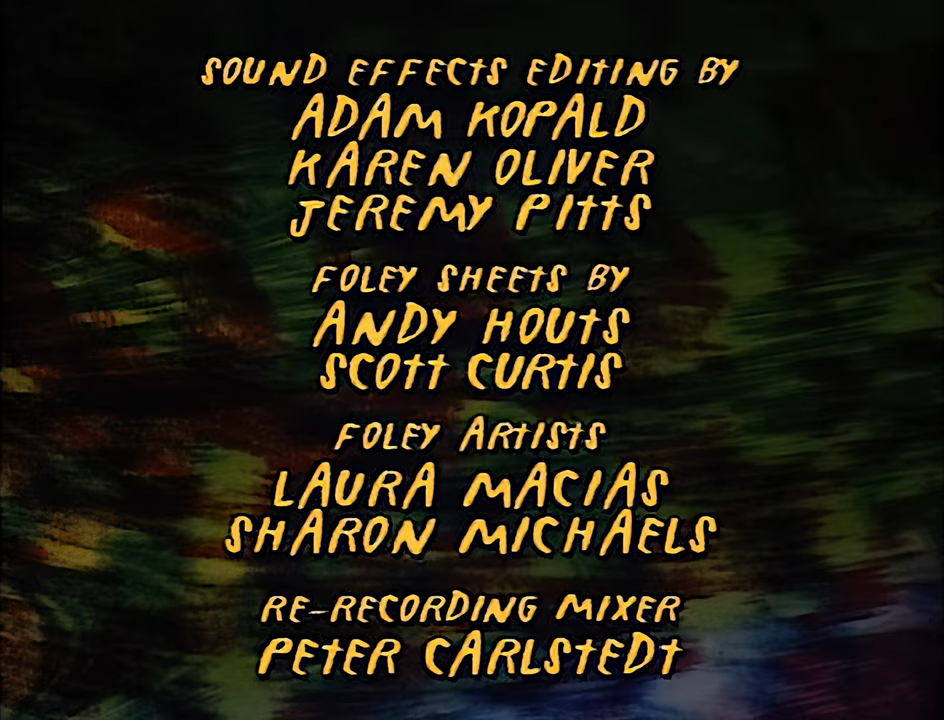 SOUND EFFECTS EDITING BY
ADAM KOPALD
KAREN OLIVER
JEREMY PITTS
FOLEY SHEETS BY
ANDY HOUTS
SCOTT CURTIS
FOLEY ARTISTS
LAURA MACIAS
SHARON MICHAELS
RE-RECORDING MIXER
PETER CARLSTEDT